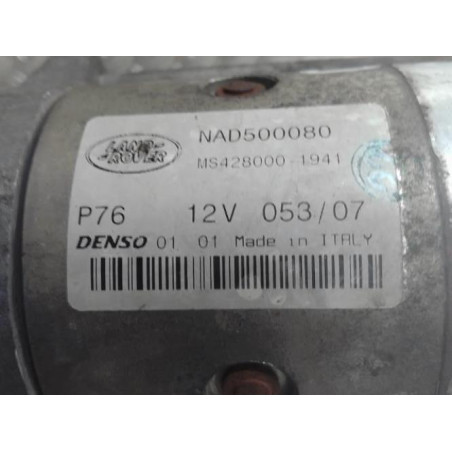 LAND
ROVER
NAD500080
MS428000-1941
P76 12V 053/07
DENSO 01 01 Made in ITALY